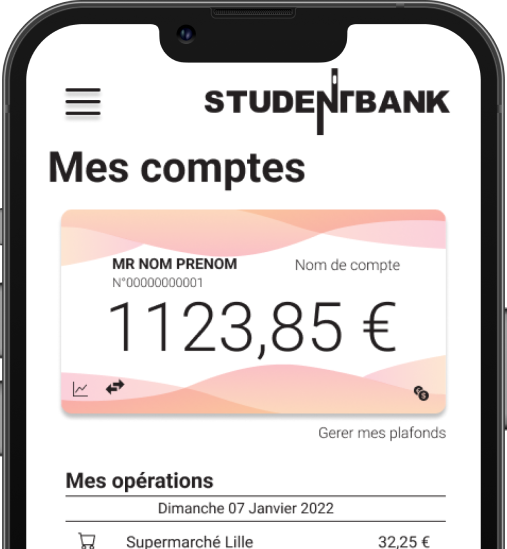 STUDENTBANK
Mes comptes
MR NOM PRENOM
Nom de compte
N°00000000001
1123,85 €
Gerer mes plafonds
Mes opérations
Dimanche 07 Janvier 2022
Supermarché Lille 32,25 €